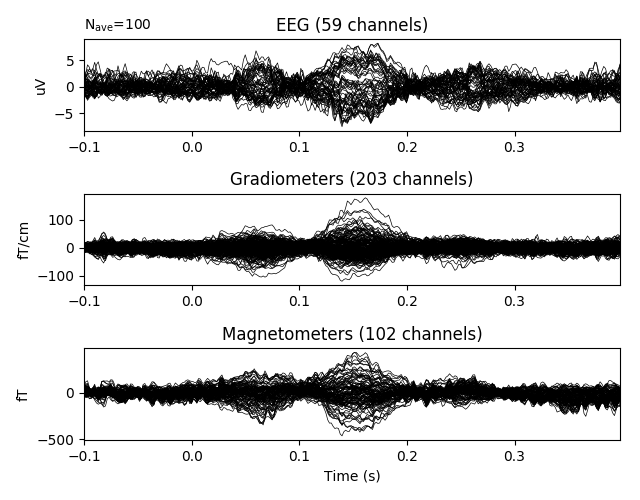 Nave=100
EEG (59 channels)
5
0
−5
uV
−0.1 0.0 0.1 0.2 0.3
Gradiometers (203 channels)
100
0
−100
fT/cm
−0.1 0.0 0.1 0.2 0.3
Magnetometers (102 channels)
0
−500
fT
−0.1 0.0 0.1 0.2 0.3
Time (s)